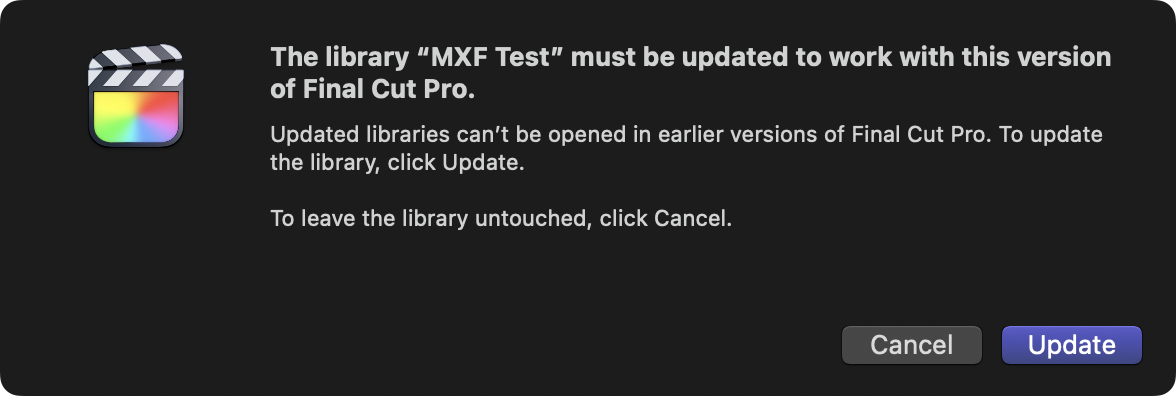 The library “MXF Test” must be updated to work with this version
of Final Cut Pro.
Updated libraries can’t be opened in earlier versions of Final Cut Pro. To update
the library, click Update.
To leave the library untouched, click Cancel.
Cancel
Update